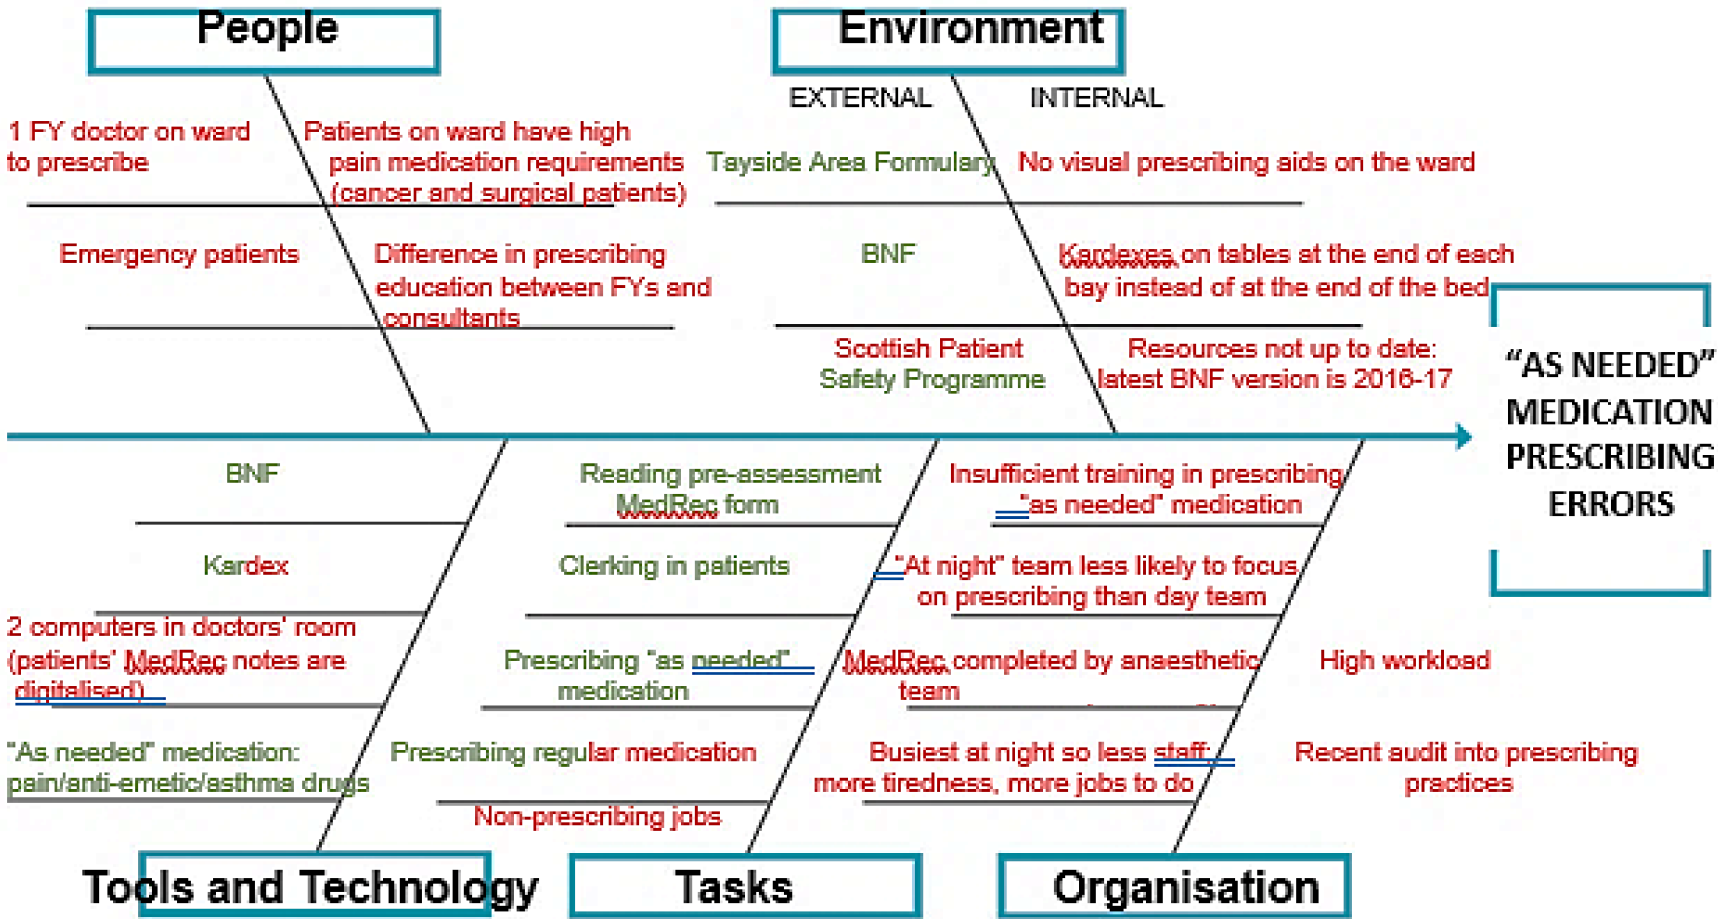 People
Environment
EXTERNAL
INTERNAL
1 FY doctor on ward
to prescribe
Patients on ward have high
pain medication requirements
(cancer and surgical patients)
Tayside Area Formulary
No visual prescribing aids on the ward
Emergency patients
Difference in prescribing
education between FYs and
consultants
BNF
Kardexes on tables at the end of each
bay instead of at the end of the bed
Scottish Patient
Safety Programme
Resources not up to date:
latest BNF version is 2016-17
“AS NEEDED”
MEDICATION
PRESCRIBING
ERRORS
BNF
Kardex
2 computers in doctors' room
(patients' MedRec notes are
digitalised)
“As needed” medication:
pain/anti-emetic/asthma drugs
Reading pre-assessment
MedRec form
Clerking in patients
Prescribing “as needed”
medication
Prescribing regular medication
Non-prescribing jobs
Insufficient training in prescribing
“as needed” medication
“At night” team less likely to focus
on prescribing than day team
MedRec completed by anaesthetic
team
Busiest at night so less staff;
more tiredness, more jobs to do
High workload
Recent audit into prescribing
practices
Tools and Technology
Tasks
Organisation